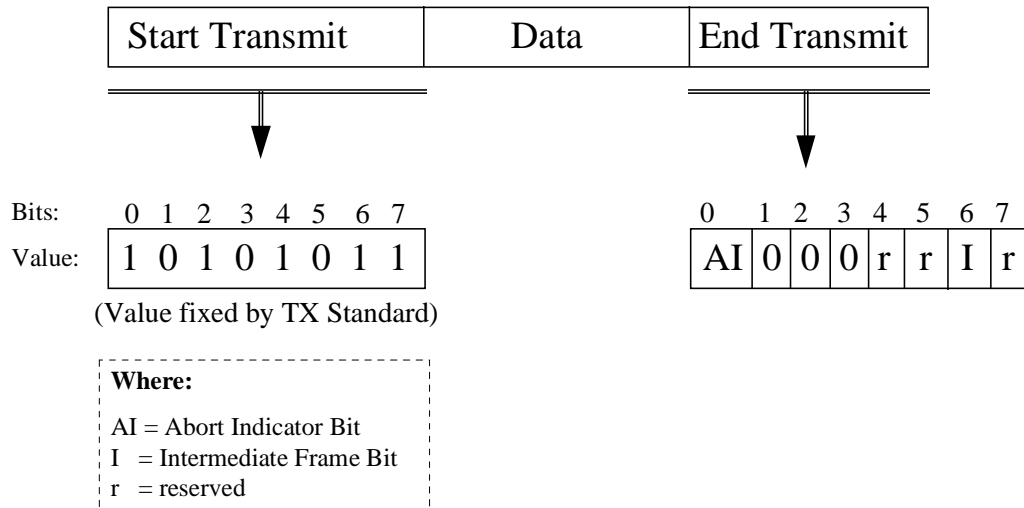 Start Transmit Data End Transmit
Bits: 0 1 2 3 4 5 6 7 0 1 2 3 4 5 6 7
Value: 1 0 1 0 1 0 1 1 AI 0 0 0 r r I r
(Value fixed by TX Standard)
Where:
AI = Abort Indicator Bit
I = Intermediate Frame Bit
r = reserved